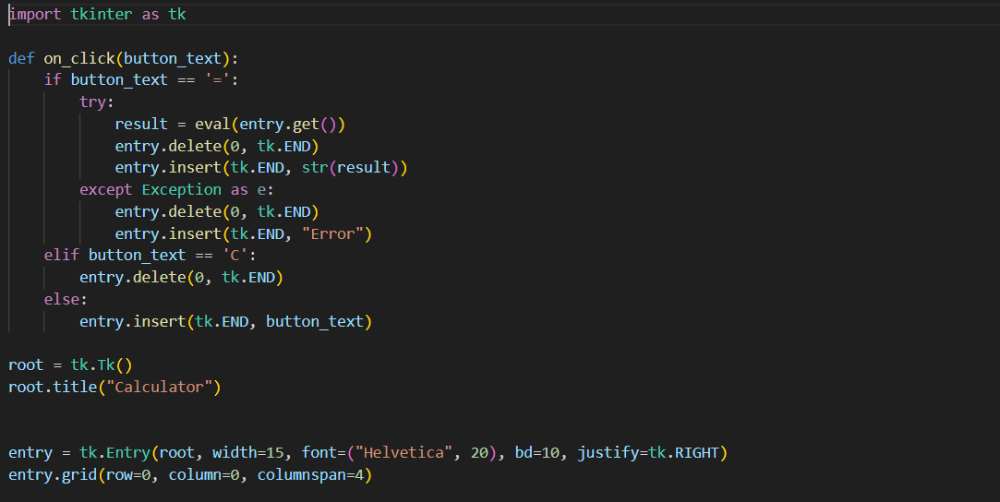 import tkinter as tk
def on_click(button_text):
    if button_text == '=':
        try:
            result = eval(entry.get())
            entry.delete(0, tk.END)
            entry.insert(tk.END, str(result))
        except Exception as e:
            entry.delete(0, tk.END)
            entry.insert(tk.END, "Error")
    elif button_text == 'C':
        entry.delete(0, tk.END)
    else:
        entry.insert(tk.END, button_text)
root = tk.Tk()
root.title("Calculator")
entry = tk.Entry(root, width=15, font=("Helvetica", 20), bd=10, justify=tk.RIGHT)
entry.grid(row=0, column=0, columnspan=4)